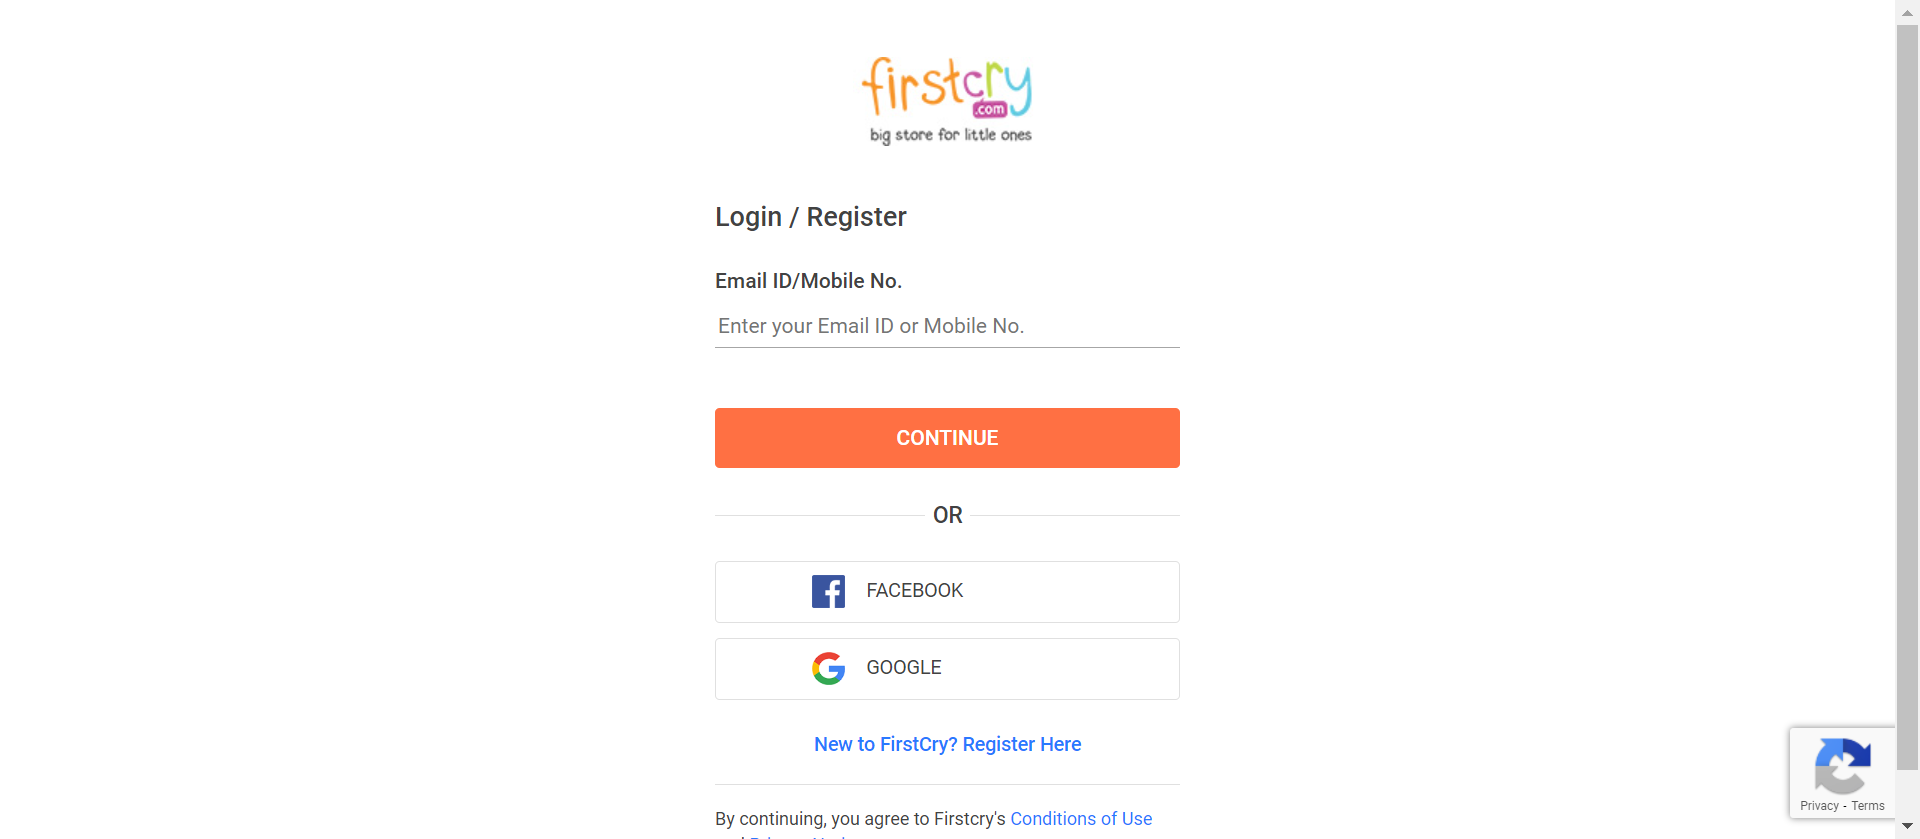 firstcry
.com
big store for little ones
Login / Register
Email ID/Mobile No.
Enter your Email ID or Mobile No.
CONTINUE
OR
FACEBOOK
GOOGLE
New to FirstCry? Register Here
By continuing, you agree to Firstcry's Conditions of Use
Privacy - Terms